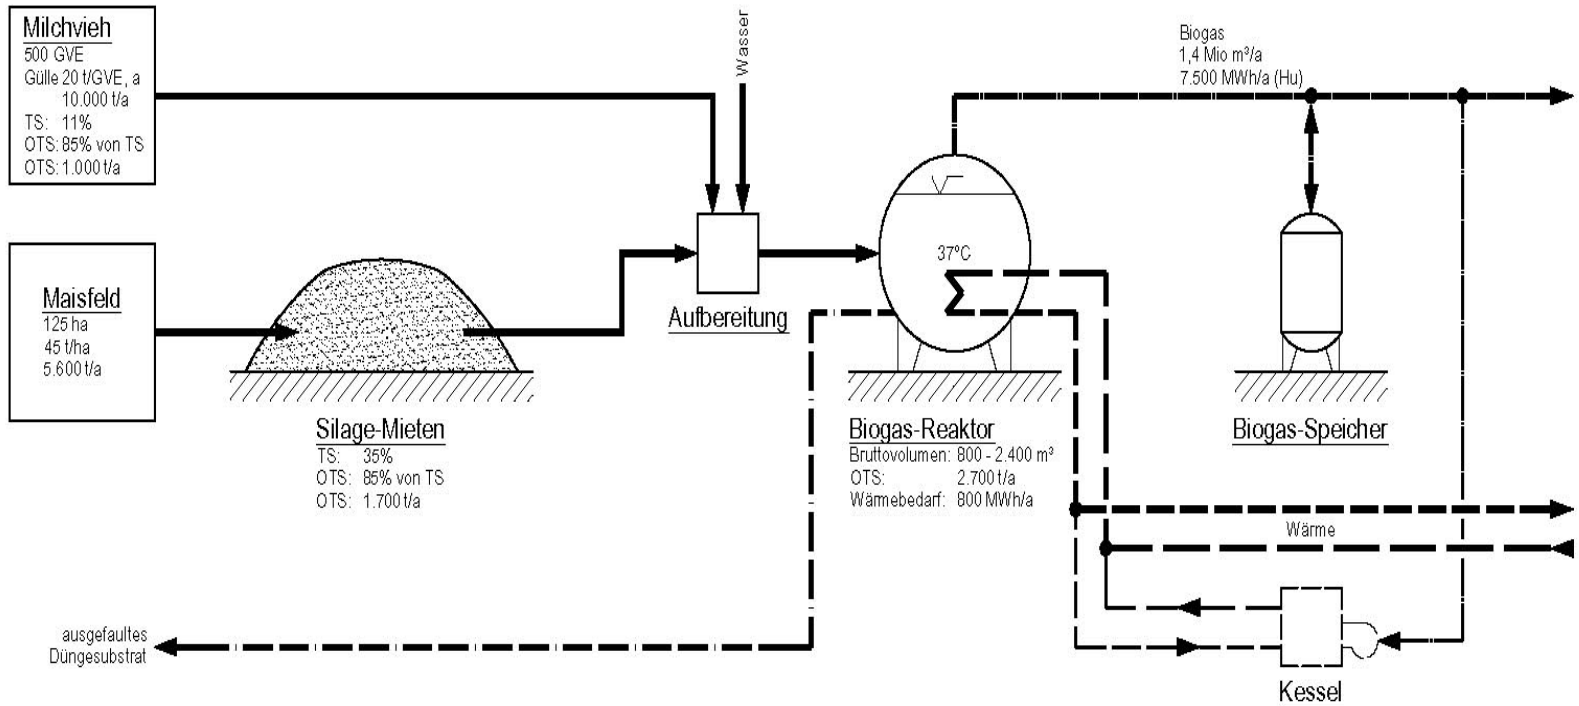 Milchvieh
500 GVE
Gülle 20 t/GVE, a
10.000 t/a
TS: 11%
OTS: 85% von TS
OTS: 1.000 t/a
Wasser
Biogas
1,4 Mio m³/a
7.500 MWh/a (Hu)
Maisfeld
125 ha
45 t/ha
5.600 t/a
Aufbereitung
37°C
Silage-Mieten
TS: 35%
OTS: 85% von TS
OTS: 1.700 t/a
Biogas-Reaktor
Bruttovolumen: 800 - 2.400 m³
OTS: 2.700 t/a
Wärmebedarf: 800 MWh/a
Biogas-Speicher
Wärme
ausgefaultes
Düngesubstrat
Kessel